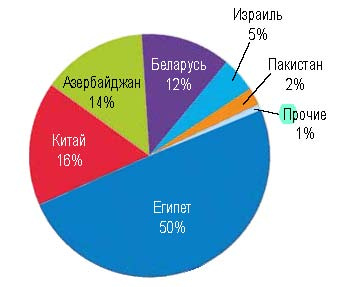 Израиль
5%
Пакистан
2%
Прочие
1%
Беларусь
12%
Азербайджан
14%
Китай
16%
Египет
50%